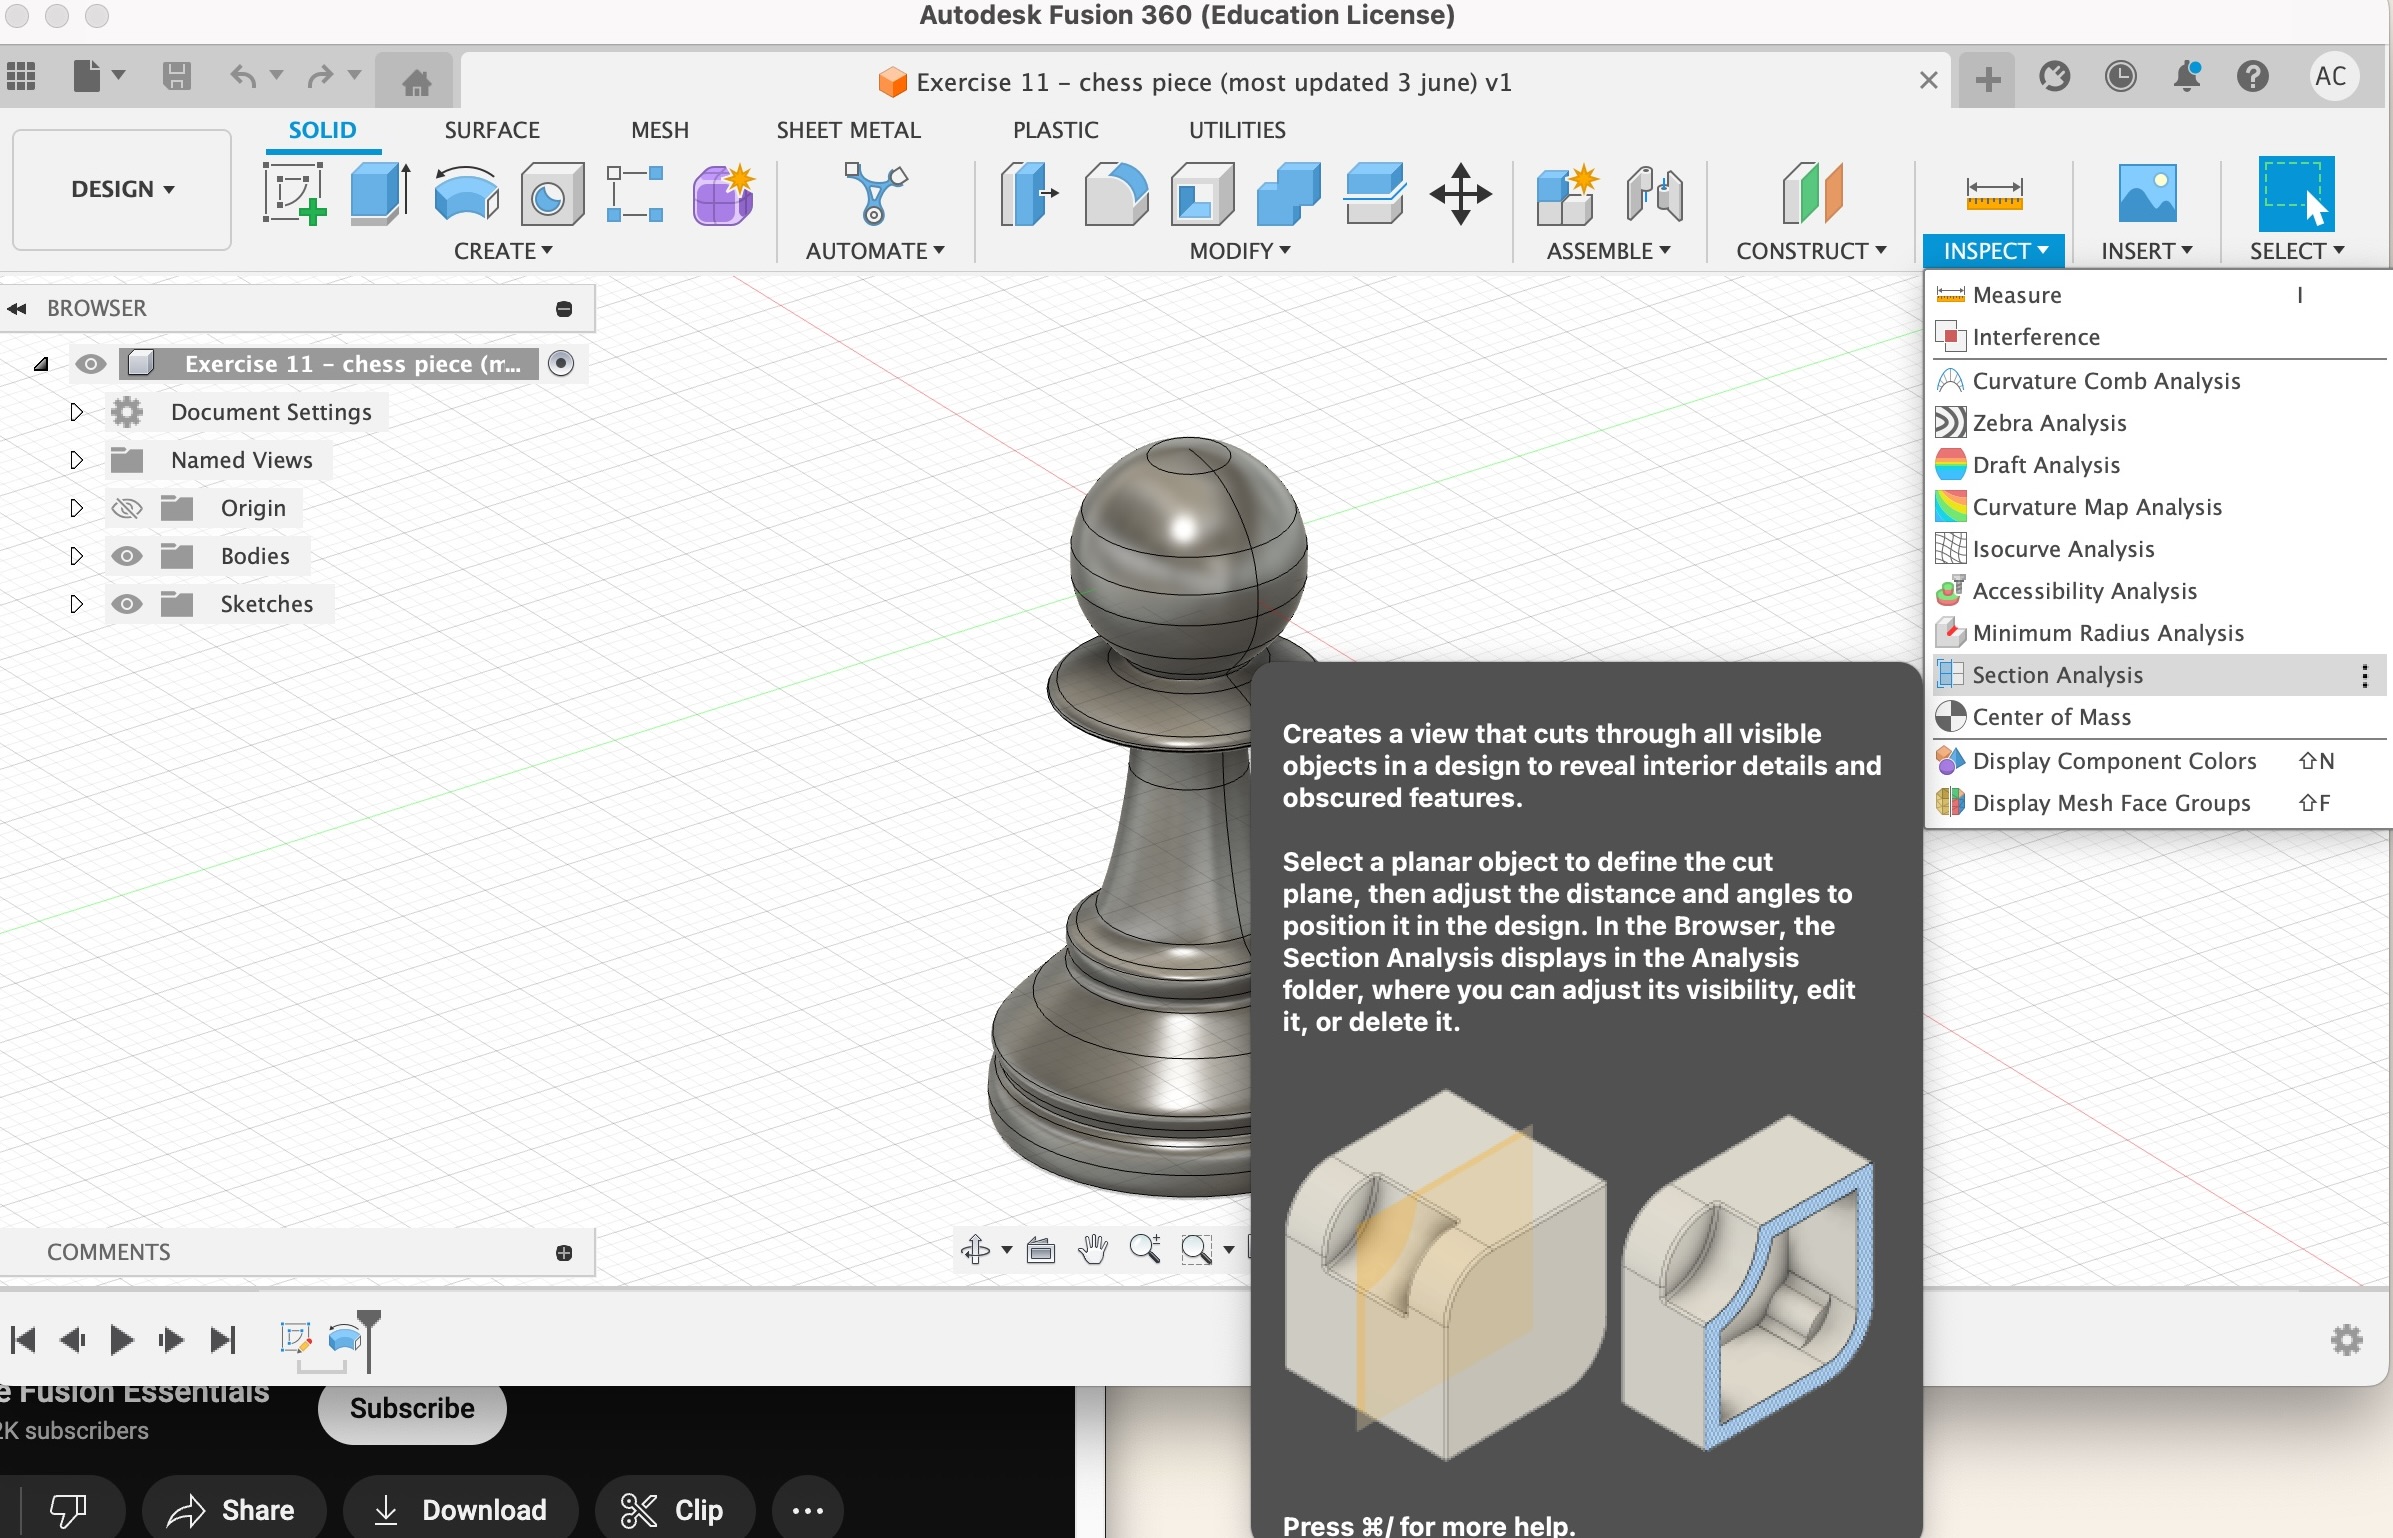 Autodesk Fusion 360 (Education License)
Exercise 11 – chess piece (most updated 3 june) v1
AC
SOLID
SURFACE
MESH
SHEET METAL
PLASTIC
UTILITIES
DESIGN
CREATE
AUTOMATE
MODIFY
ASSEMBLE
CONSTRUCT
INSPECT
INSERT
SELECT
BROWSER
Exercise 11 – chess piece (m...
Document Settings
Named Views
Origin
Bodies
Sketches
Measure I
Interference
Curvature Comb Analysis
Zebra Analysis
Draft Analysis
Curvature Map Analysis
Isocurve Analysis
Accessibility Analysis
Minimum Radius Analysis
Section Analysis
Center of Mass
Display Component Colors ⇧N
Display Mesh Face Groups ⇧F
Creates a view that cuts through all visible
objects in a design to reveal interior details and
obscured features.
Select a planar object to define the cut
plane, then adjust the distance and angles to
position it in the design. In the Browser, the
Section Analysis displays in the Analysis
folder, where you can adjust its visibility, edit
it, or delete it.
Press ⌘/ for more help.
COMMENTS
e Fusion Essentials
2K subscribers
Subscribe
Share
Download
Clip